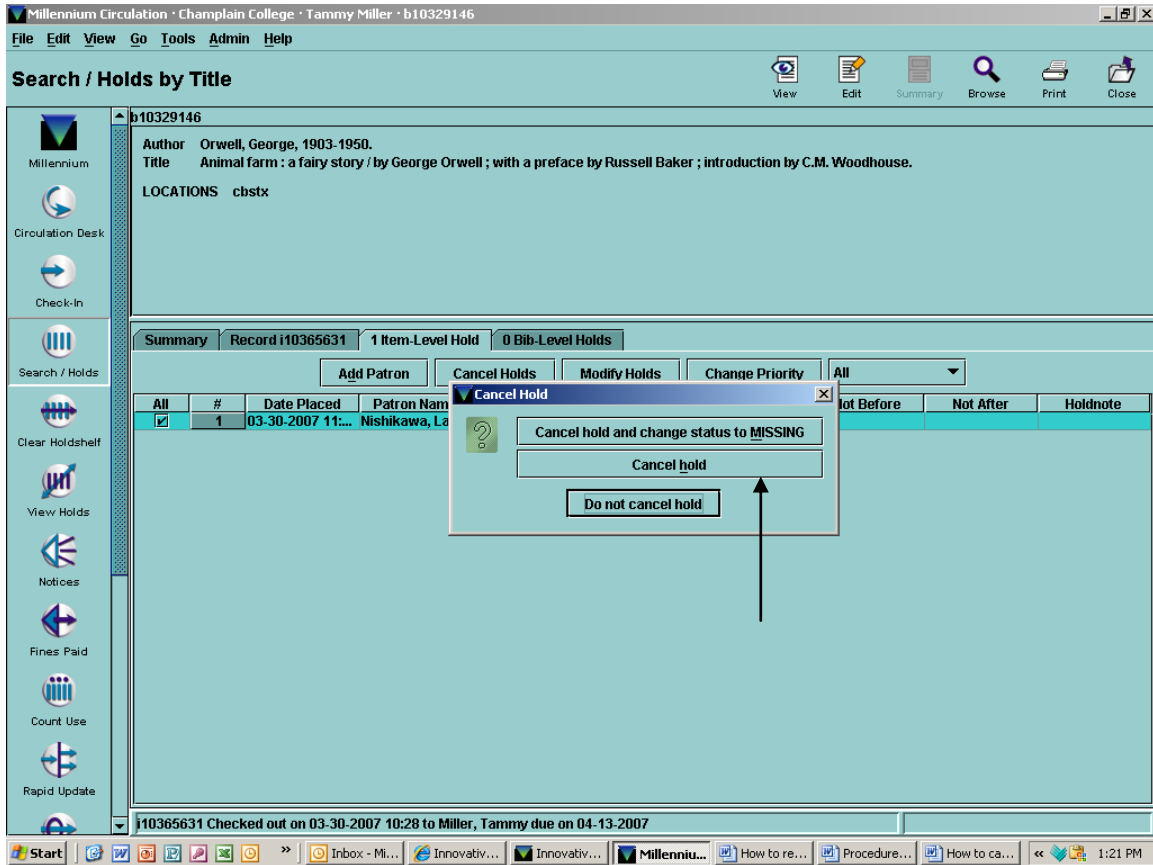 Millennium Circulation · Champlain College · Tammy Miller · b10329146
File Edit View Go Tools Admin Help
Search / Holds by Title
View Edit Summary Browse Print Close
b10329146
Author Orwell, George, 1903-1950.
Title Animal farm : a fairy story / by George Orwell ; with a preface by Russell Baker ; introduction by C.M. Woodhouse.
LOCATIONS cbstx
Millennium
Circulation Desk
Check-In
Search / Holds
Clear Holdshelf
View Holds
Notices
Fines Paid
Count Use
Rapid Update
Summary Record i10365631 1 Item-Level Hold 0 Bib-Level Holds
Add Patron Cancel Holds Modify Holds Change Priority All
All # Date Placed Patron Nam lot Before Not After Holdnote
1 03-30-2007 11:... Nishikawa, La
Cancel Hold
Cancel hold and change status to MISSING
Cancel hold
Do not cancel hold
i10365631 Checked out on 03-30-2007 10:28 to Miller, Tammy due on 04-13-2007
Start » Inbox - Mi... Innovativ... Innovativ... Millenniu... How to re... Procedure... How to ca... « 1:21 PM